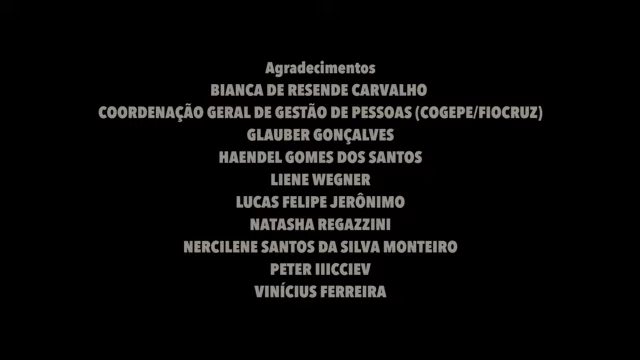 Agradecimentos
BIANCA DE RESENDE CARVALHO
COORDENAÇÃO GERAL DE GESTÃO DE PESSOAS (COGEPE/FIOCRUZ)
GLAUBER GONÇALVES
HAENDEL GOMES DOS SANTOS
LIENE WEGNER
LUCAS FELIPE JERÔNIMO
NATASHA REGAZZINI
NERCILENE SANTOS DA SILVA MONTEIRO
PETER IIICCIEV
VINÍCIUS FERREIRA